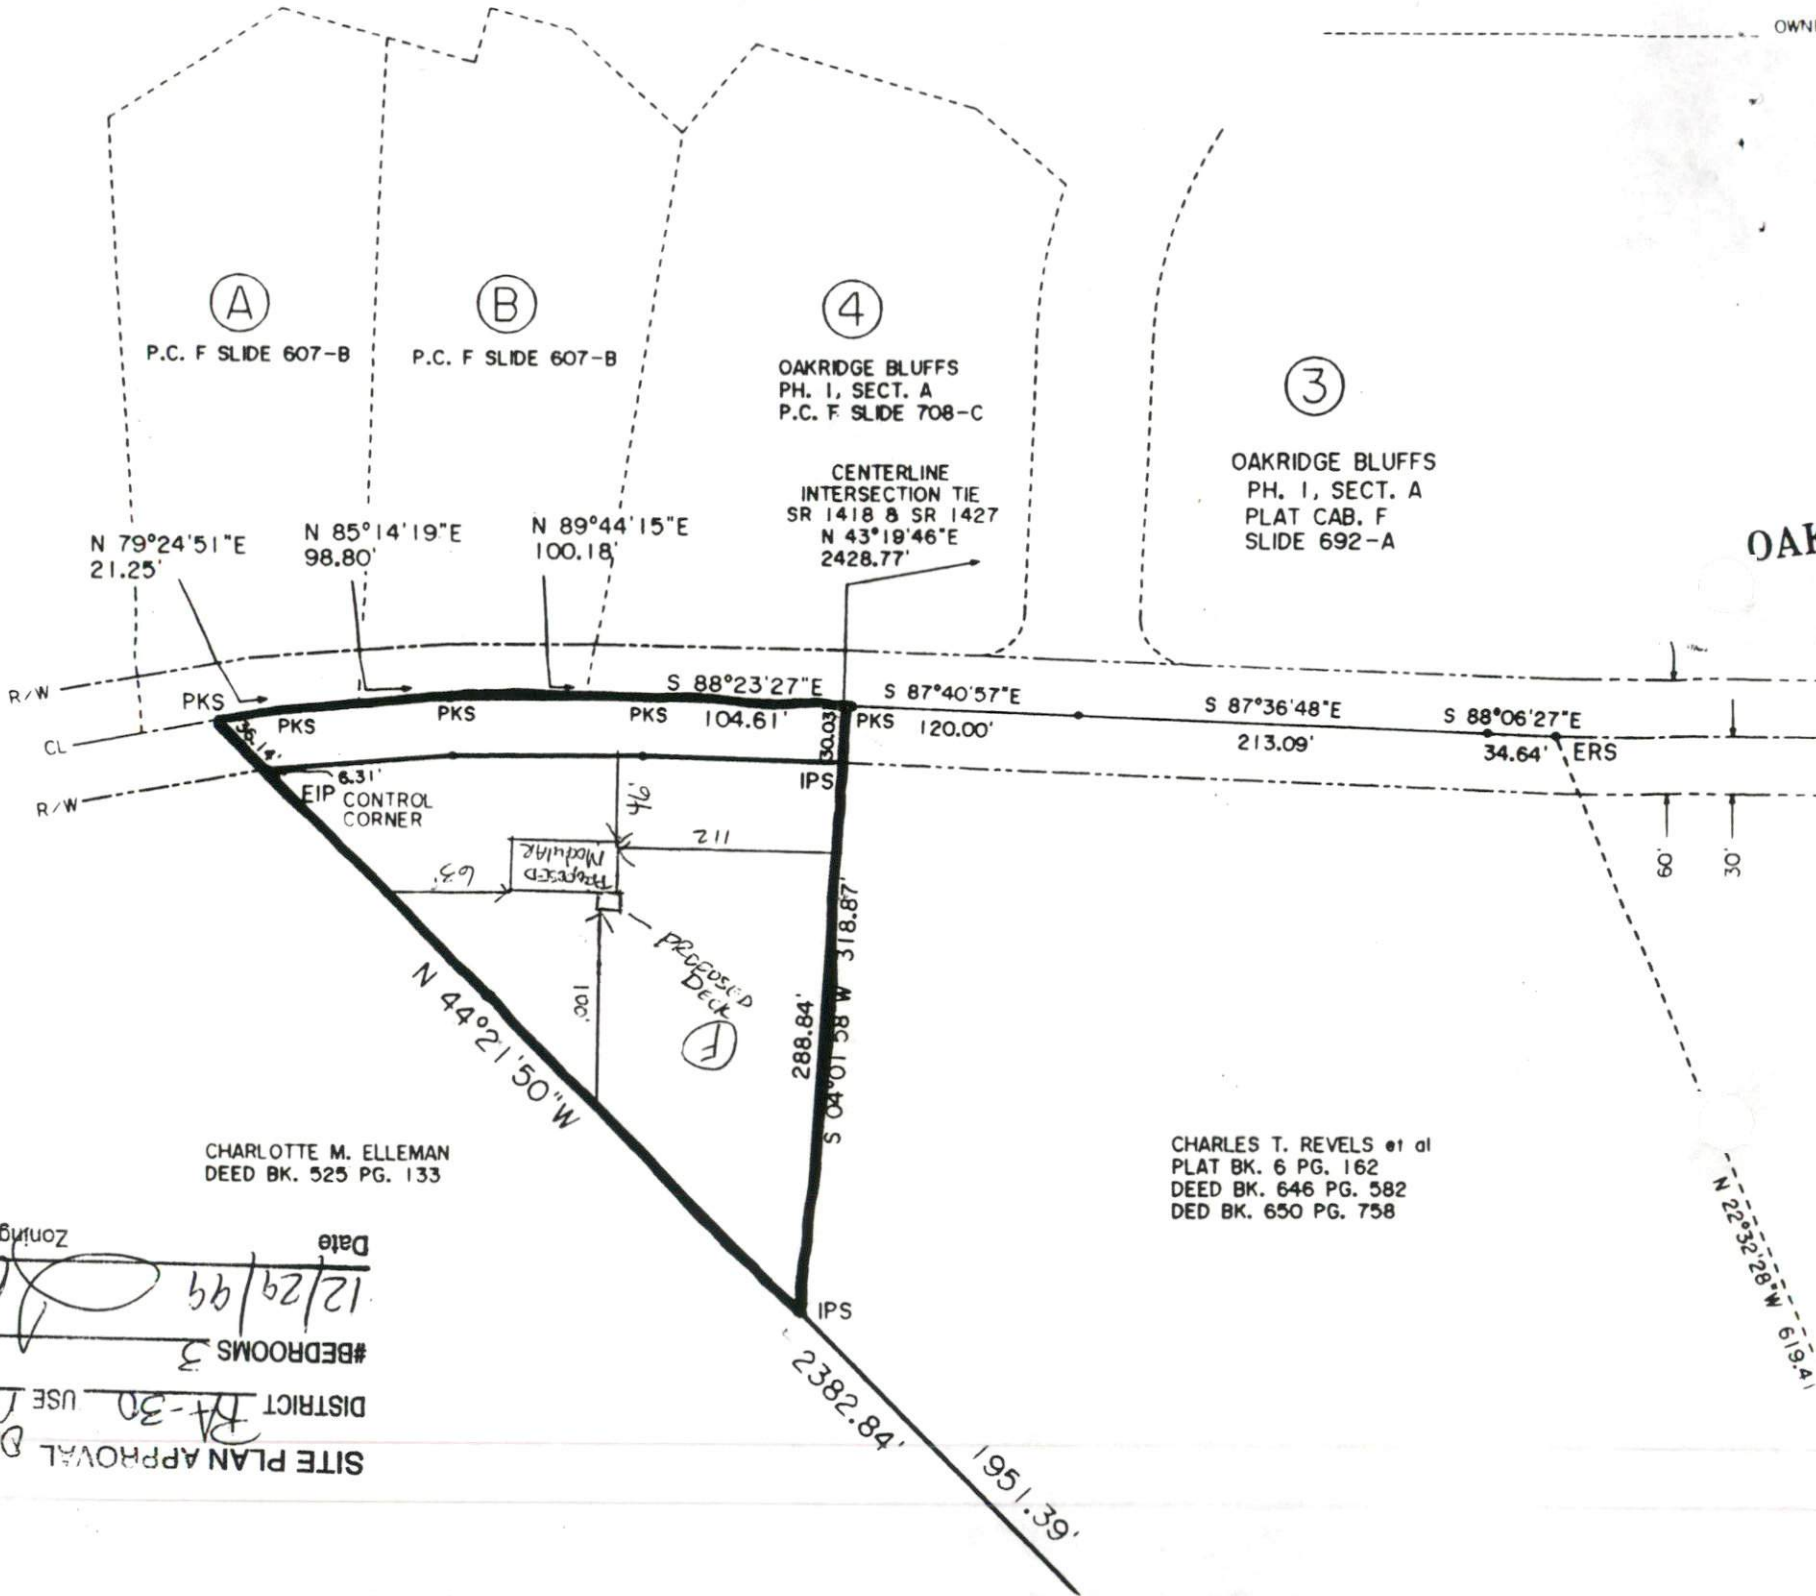 OWN
A
P.C. F SLIDE 607-B
B
P.C. F SLIDE 607-B
4
OAKRIDGE BLUFFS
PH. I, SECT. A
P.C. F SLIDE 708-C
3
OAKRIDGE BLUFFS
PH. I, SECT. A
PLAT CAB. F
SLIDE 692-A
OAK
CENTERLINE
INTERSECTION TIE
SR 1418 & SR 1427
N 43°19'46"E
2428.77'
N 79°24'51"E
21.25'
N 85°14'19"E
98.80'
N 89°44'15"E
100.18'
R/W
CL
R/W
PKS
PKS
PKS
PKS
S 88°23'27"E
104.61'
PKS
S 87°40'57"E
120.00'
S 87°36'48"E
213.09'
S 88°06'27"E
34.64'
ERS
36.14'
30.03'
6.31'
EIP
CONTROL
CORNER
IPS
60'
30'
46'
112
PROPOSED
MODULAR
63'
100'
PROPOSED
DECK
F
N 44°21'50"W
288.84'
S 04°01'58"W 318.87'
CHARLOTTE M. ELLEMAN
DEED BK. 525 PG. 133
CHARLES T. REVELS et al
PLAT BK. 6 PG. 162
DEED BK. 646 PG. 582
DED BK. 650 PG. 758
N 22°32'28"W 619.41
IPS
2382.84'
1951.39'
SITE PLAN APPROVAL
DISTRICT RA-30 USE
#BEDROOMS 3
12/29/99
Date Zoning